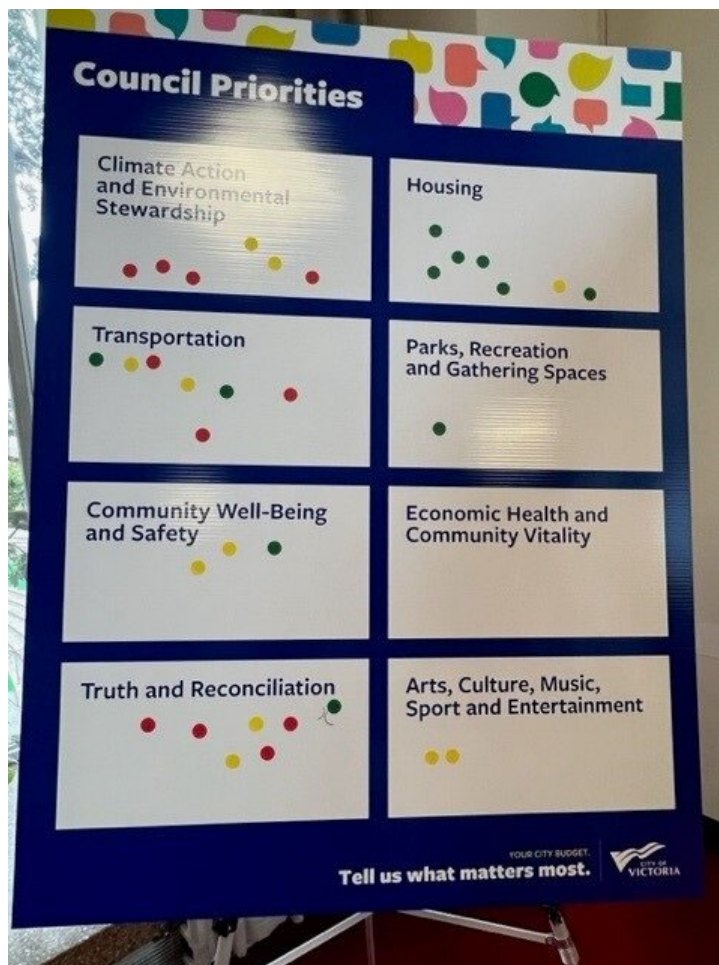 Council Priorities
Climate Action
and Environmental
Stewardship
Housing
Transportation
Parks, Recreation
and Gathering Spaces
Community Well-Being
and Safety
Economic Health and
Community Vitality
Truth and Reconciliation
Arts, Culture, Music,
Sport and Entertainment
YOUR CITY BUDGET.
Tell us what matters most.
CITY OF
VICTORIA